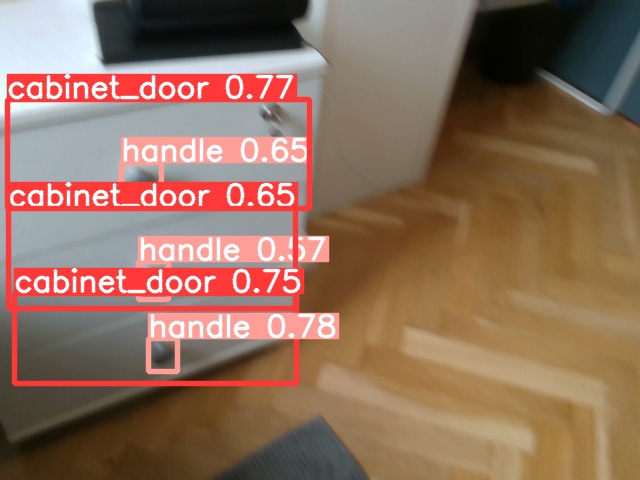 cabinet_door 0.77
handle 0.65
cabinet_door 0.65
handle 0.57
cabinet_door 0.75
handle 0.78